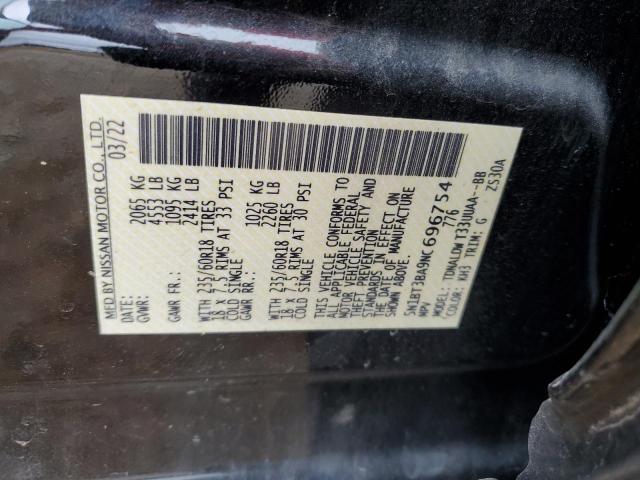 MFD BY NISSAN MOTOR CO., LTD.
DATE: 03/22
GVWR: 2065 KG
4553 LB
GAWR FR.: 1095 KG
2414 LB
WITH 235/60R18 TIRES
18 X 7.5 RIMS AT 33 PSI
COLD SINGLE
GAWR RR.: 1025 KG
2260 LB
WITH 235/60R18 TIRES
18 X 7.5 RIMS AT 30 PSI
COLD SINGLE
THIS VEHICLE CONFORMS TO
ALL APPLICABLE FEDERAL
MOTOR VEHICLE SAFETY AND
THEFT PREVENTION
STANDARDS IN EFFECT ON
THE DATE OF MANUFACTURE
SHOWN ABOVE.
5N1BT3BA9NC696754
MPV 7776
MODEL: TDNALDWT33UUAA--BB
COLOR: KH3 TRIM: G ZS30A